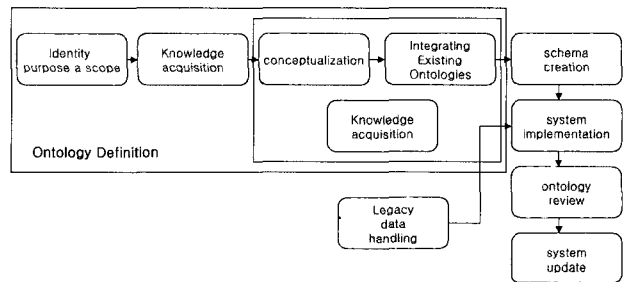 Identity
purpose a scope
Knowledge
acquisition
conceptualization
Integrating
Existing
Ontologies
schema
creation
Knowledge
acquisition
system
implementation
Ontology Definition
Legacy
data
handling
ontology
review
system
update